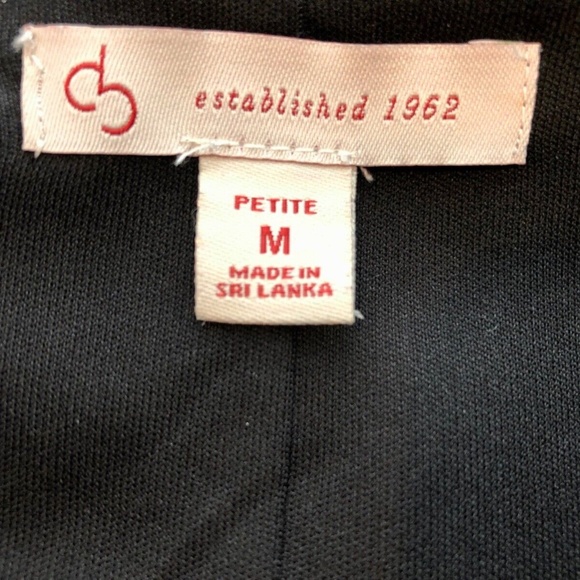 cb established 1962
PETITE
M
MADE IN
SRI LANKA